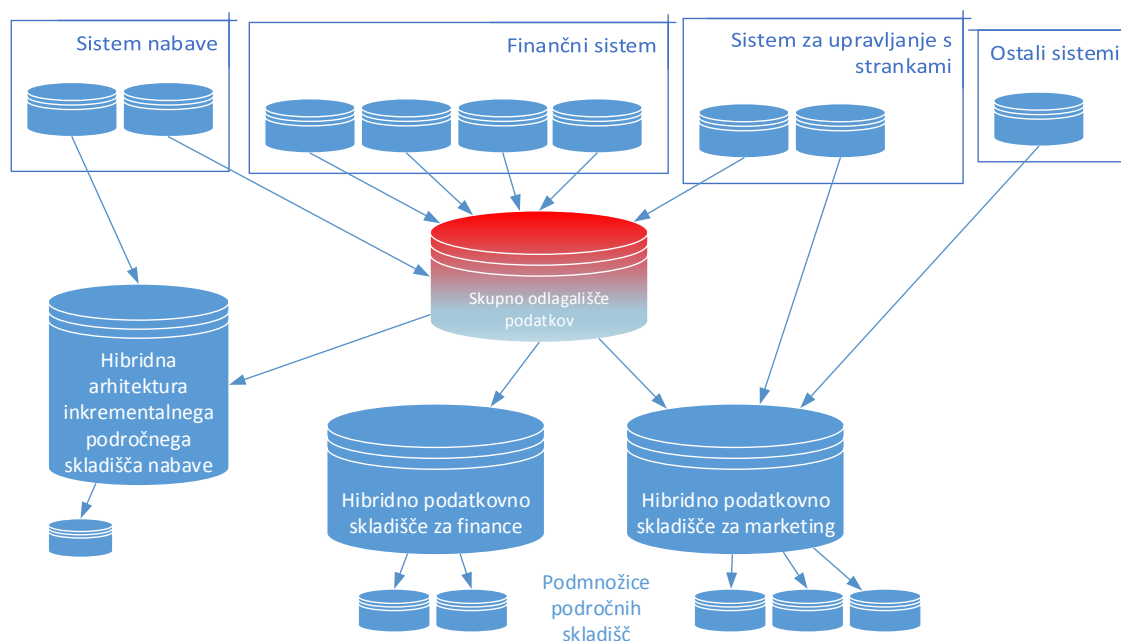 Sistem nabave
Finančni sistem
Sistem za upravljanje s
strankami
Ostali sistemi
Skupno odlagališče
podatkov
Hibridna
arhitektura
inkrementalnega
področnega
skladišča nabave
Hibridno podatkovno
skladišče za finance
Hibridno podatkovno
skladišče za marketing
Podmnožice
področnih
skladišč